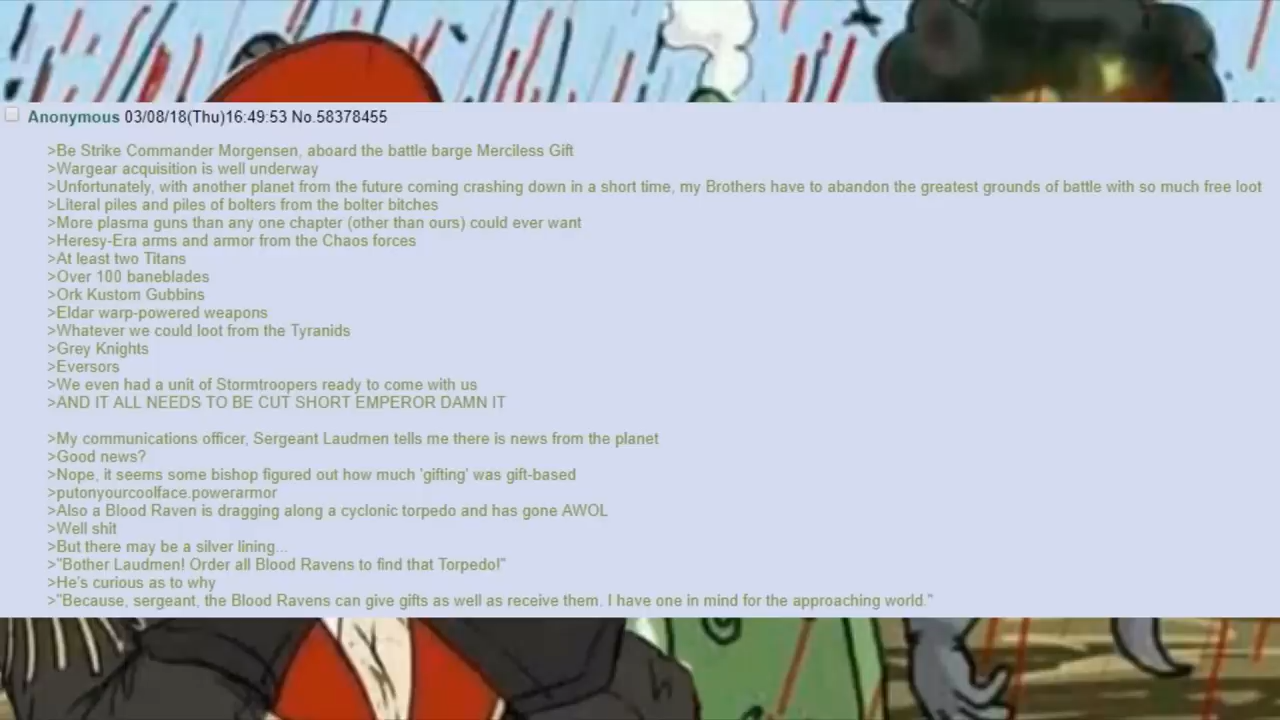 Anonymous 03/08/18(Thu)16:49:53 No.58378455
>Be Strike Commander Morgensen, aboard the battle barge Merciless Gift
>Wargear acquisition is well underway
>Unfortunately, with another planet from the future coming crashing down in a short time, my Brothers have to abandon the greatest grounds of battle with so much free loot
>Literal piles and piles of bolters from the bolter bitches
>More plasma guns than any one chapter (other than ours) could ever want
>Heresy-Era arms and armor from the Chaos forces
>At least two Titans
>Over 100 baneblades
>Ork Kustom Gubbins
>Eldar warp-powered weapons
>Whatever we could loot from the Tyranids
>Grey Knights
>Eversors
>We even had a unit of Stormtroopers ready to come with us
>AND IT ALL NEEDS TO BE CUT SHORT EMPEROR DAMN IT
>My communications officer, Sergeant Laudmen tells me there is news from the planet
>Good news?
>Nope, it seems some bishop figured out how much 'gifting' was gift-based
>putonyourcoolface.powerarmor
>Also a Blood Raven is dragging along a cyclonic torpedo and has gone AWOL
>Well shit
>But there may be a silver lining...
>"Bother Laudmen! Order all Blood Ravens to find that Torpedo!"
>He's curious as to why
>"Because, sergeant, the Blood Ravens can give gifts as well as receive them. I have one in mind for the approaching world."